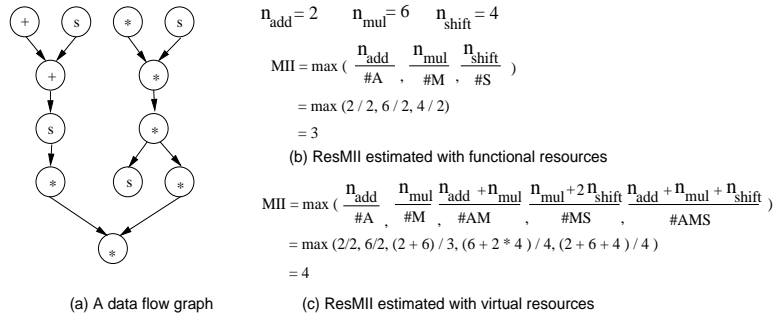 + s * s
+ *
s *
* s *
*
(a) A data flow graph
n_add = 2 n_mul = 6 n_shift = 4
MII = max ( n_add / #A , n_mul / #M , n_shift / #S )
= max (2 / 2, 6 / 2, 4 / 2)
= 3
(b) ResMII estimated with functional resources
MII = max ( n_add / #A , n_mul / #M , n_add + n_mul / #AM , n_mul + 2 n_shift / #MS , n_add + n_mul + n_shift / #AMS )
= max (2/2, 6/2, (2 + 6) / 3, (6 + 2 * 4 ) / 4, (2 + 6 + 4 ) / 4 )
= 4
(c) ResMII estimated with virtual resources